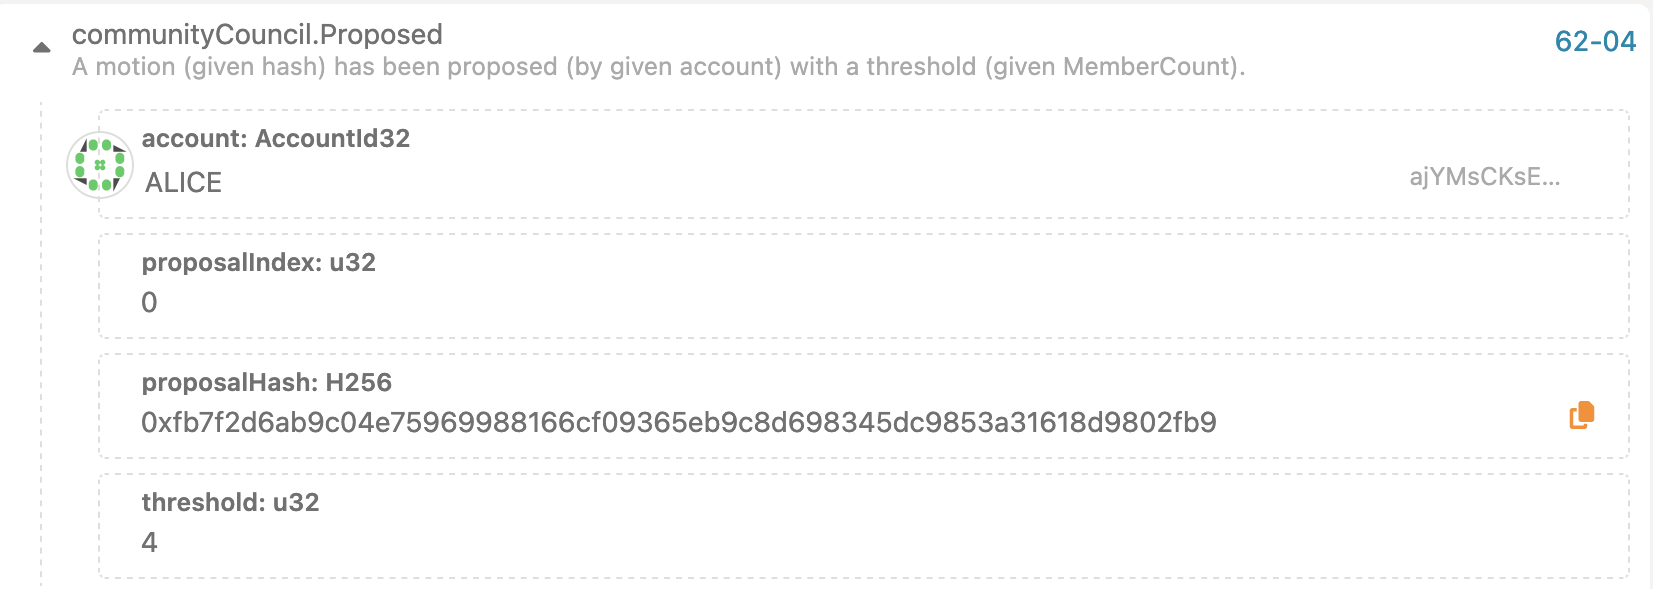 communityCouncil.Proposed
62-04
A motion (given hash) has been proposed (by given account) with a threshold (given MemberCount).
account: AccountId32
ALICE
ajYMsCKsE...
proposalIndex: u32
0
proposalHash: H256
0xfb7f2d6ab9c04e75969988166cf09365eb9c8d698345dc9853a31618d9802fb9
threshold: u32
4